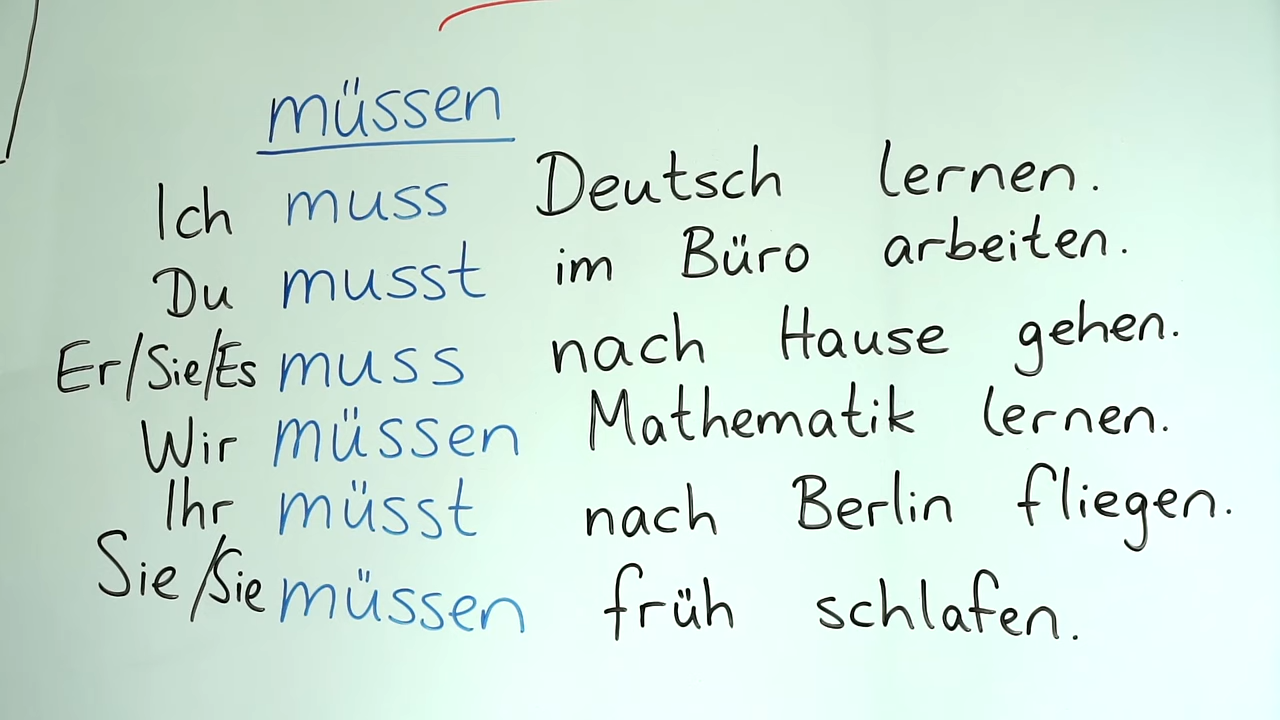 müssen
Ich muss Deutsch lernen.
Du musst im Büro arbeiten.
Er/Sie/Es muss nach Hause gehen.
Wir müssen Mathematik lernen.
Ihr müsst nach Berlin fliegen.
Sie/Sie müssen früh schlafen.